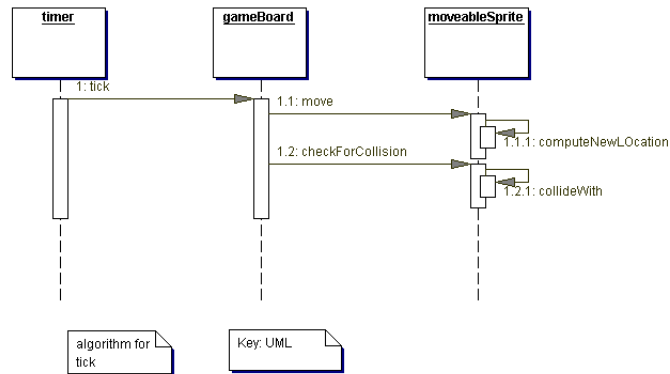 timer
gameBoard
moveableSprite
1: tick
1.1: move
1.1.1: computeNewLOcation
1.2: checkForCollision
1.2.1: collideWith
algorithm for
tick
Key: UML